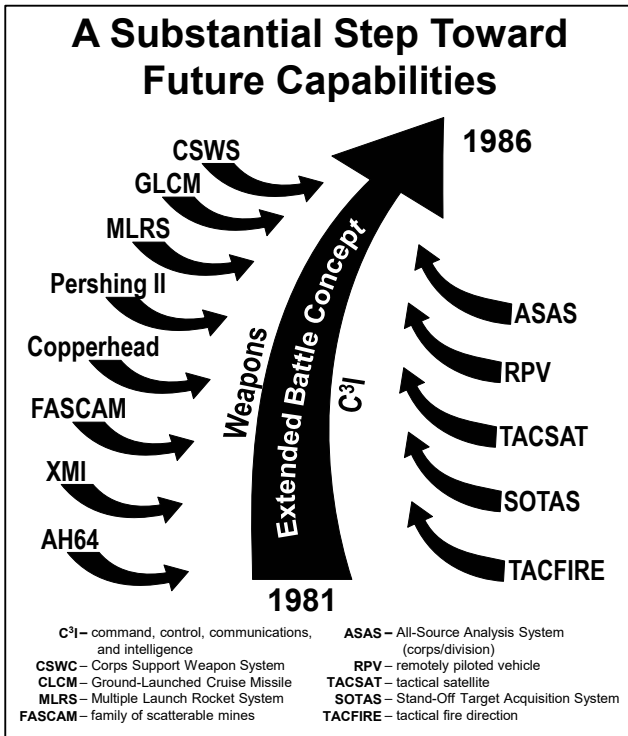 A Substantial Step Toward
Future Capabilities
1986
CSWS
GLCM
MLRS
Pershing II
Copperhead
FASCAM
XMI
AH64
Weapons
Extended Battle Concept
C³I
ASAS
RPV
TACSAT
SOTAS
TACFIRE
1981
C³I – command, control, communications,
and intelligence
CSWC – Corps Support Weapon System
CLCM – Ground-Launched Cruise Missile
MLRS – Multiple Launch Rocket System
FASCAM – family of scatterable mines
ASAS – All-Source Analysis System
(corps/division)
RPV – remotely piloted vehicle
TACSAT – tactical satellite
SOTAS – Stand-Off Target Acquisition System
TACFIRE – tactical fire direction